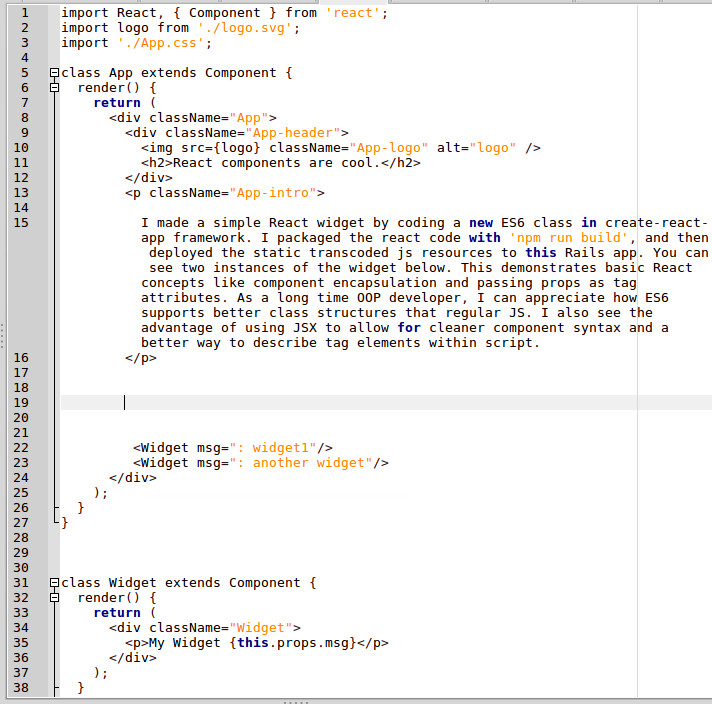 1 import React, { Component } from 'react';
2 import logo from './logo.svg';
3 import './App.css';
4
5 class App extends Component {
6 render() {
7 return (
8 <div className="App">
9 <div className="App-header">
10 <img src={logo} className="App-logo" alt="logo" />
11 <h2>React components are cool.</h2>
12 </div>
13 <p className="App-intro">
14
15 I made a simple React widget by coding a new ES6 class in create-react-
app framework. I packaged the react code with 'npm run build', and then
deployed the static transcoded js resources to this Rails app. You can
see two instances of the widget below. This demonstrates basic React
concepts like component encapsulation and passing props as tag
attributes. As a long time OOP developer, I can appreciate how ES6
supports better class structures that regular JS. I also see the
advantage of using JSX to allow for cleaner component syntax and a
better way to describe tag elements within script.
16 </p>
17
18
19
20
21
22 <Widget msg=": widget1"/>
23 <Widget msg=": another widget"/>
24 </div>
25 );
26 }
27 }
28
29
30
31 class Widget extends Component {
32 render() {
33 return (
34 <div className="Widget">
35 <p>My Widget {this.props.msg}</p>
36 </div>
37 );
38 }